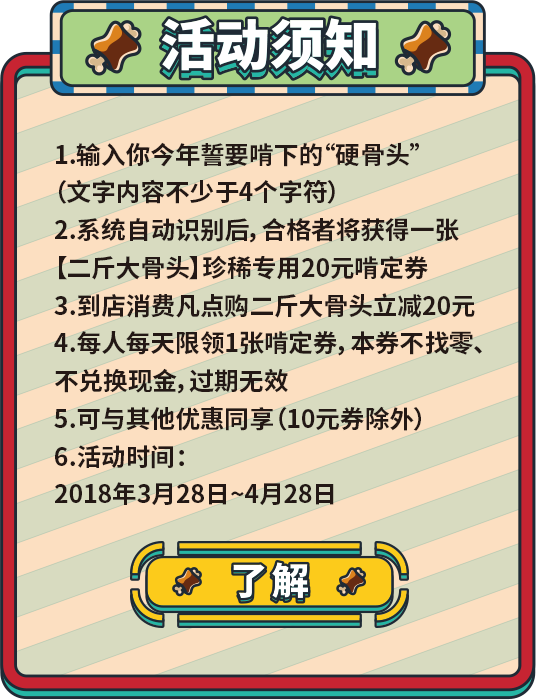 活动须知
1.输入你今年誓要啃下的“硬骨头”
（文字内容不少于4个字符）
2.系统自动识别后，合格者将获得一张
【二斤大骨头】珍稀专用20元啃定券
3.到店消费凡点购二斤大骨头立减20元
4.每人每天限领1张啃定券，本券不找零、
不兑换现金，过期无效
5.可与其他优惠同享（10元券除外）
6.活动时间：
2018年3月28日~4月28日
了解